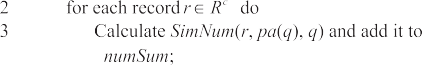 2 for each record r ∈ R^c do
3 Calculate SimNum(r, pa(q), q) and add it to
numSum;